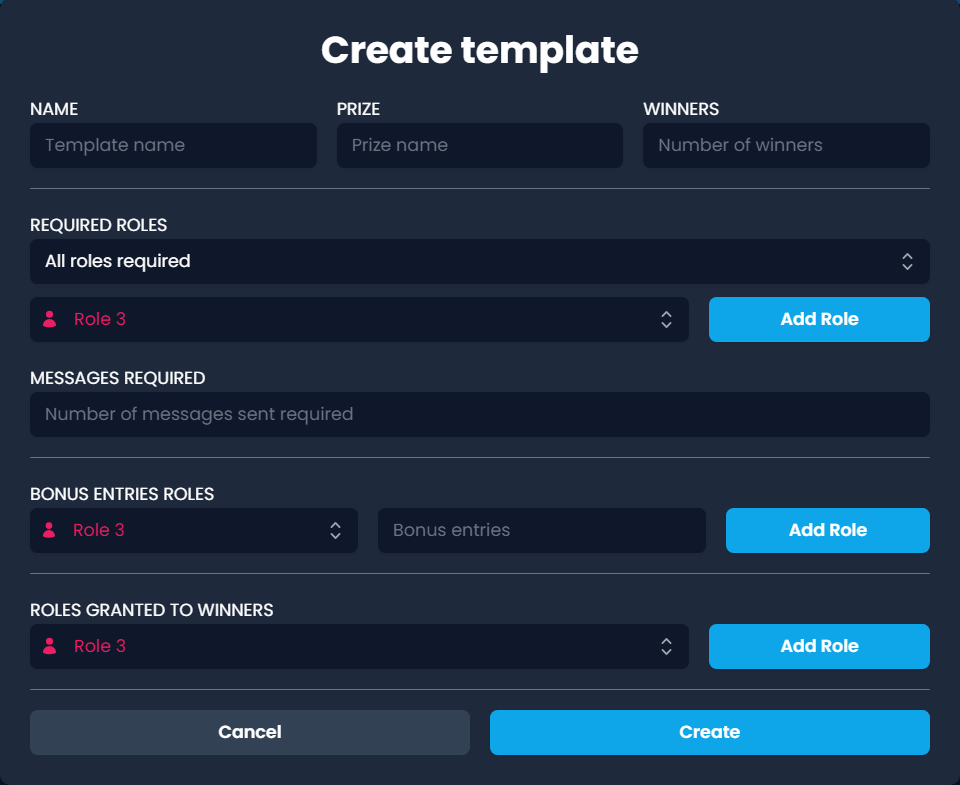 Create template
NAME PRIZE WINNERS
Template name Prize name Number of winners
REQUIRED ROLES
All roles required
Role 3 Add Role
MESSAGES REQUIRED
Number of messages sent required
BONUS ENTRIES ROLES
Role 3 Bonus entries Add Role
ROLES GRANTED TO WINNERS
Role 3 Add Role
Cancel Create